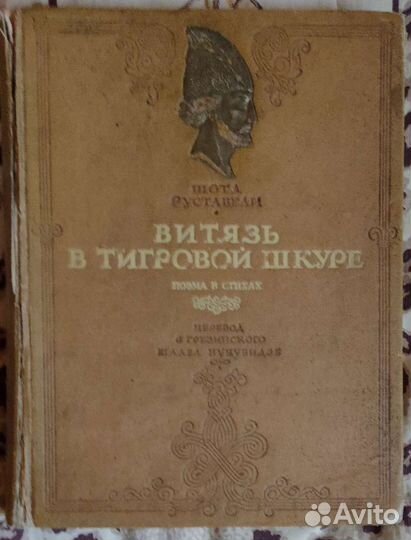 ШОТА
РУСТАВЕЛИ
ВИТЯЗЬ
В ТИГРОВОЙ ШКУРЕ
ПОЭМА В СТИХАХ
ПЕРЕВОД
С ГРУЗИНСКОГО
ШАЛВА НУЦУБИДЗЕ
Avito